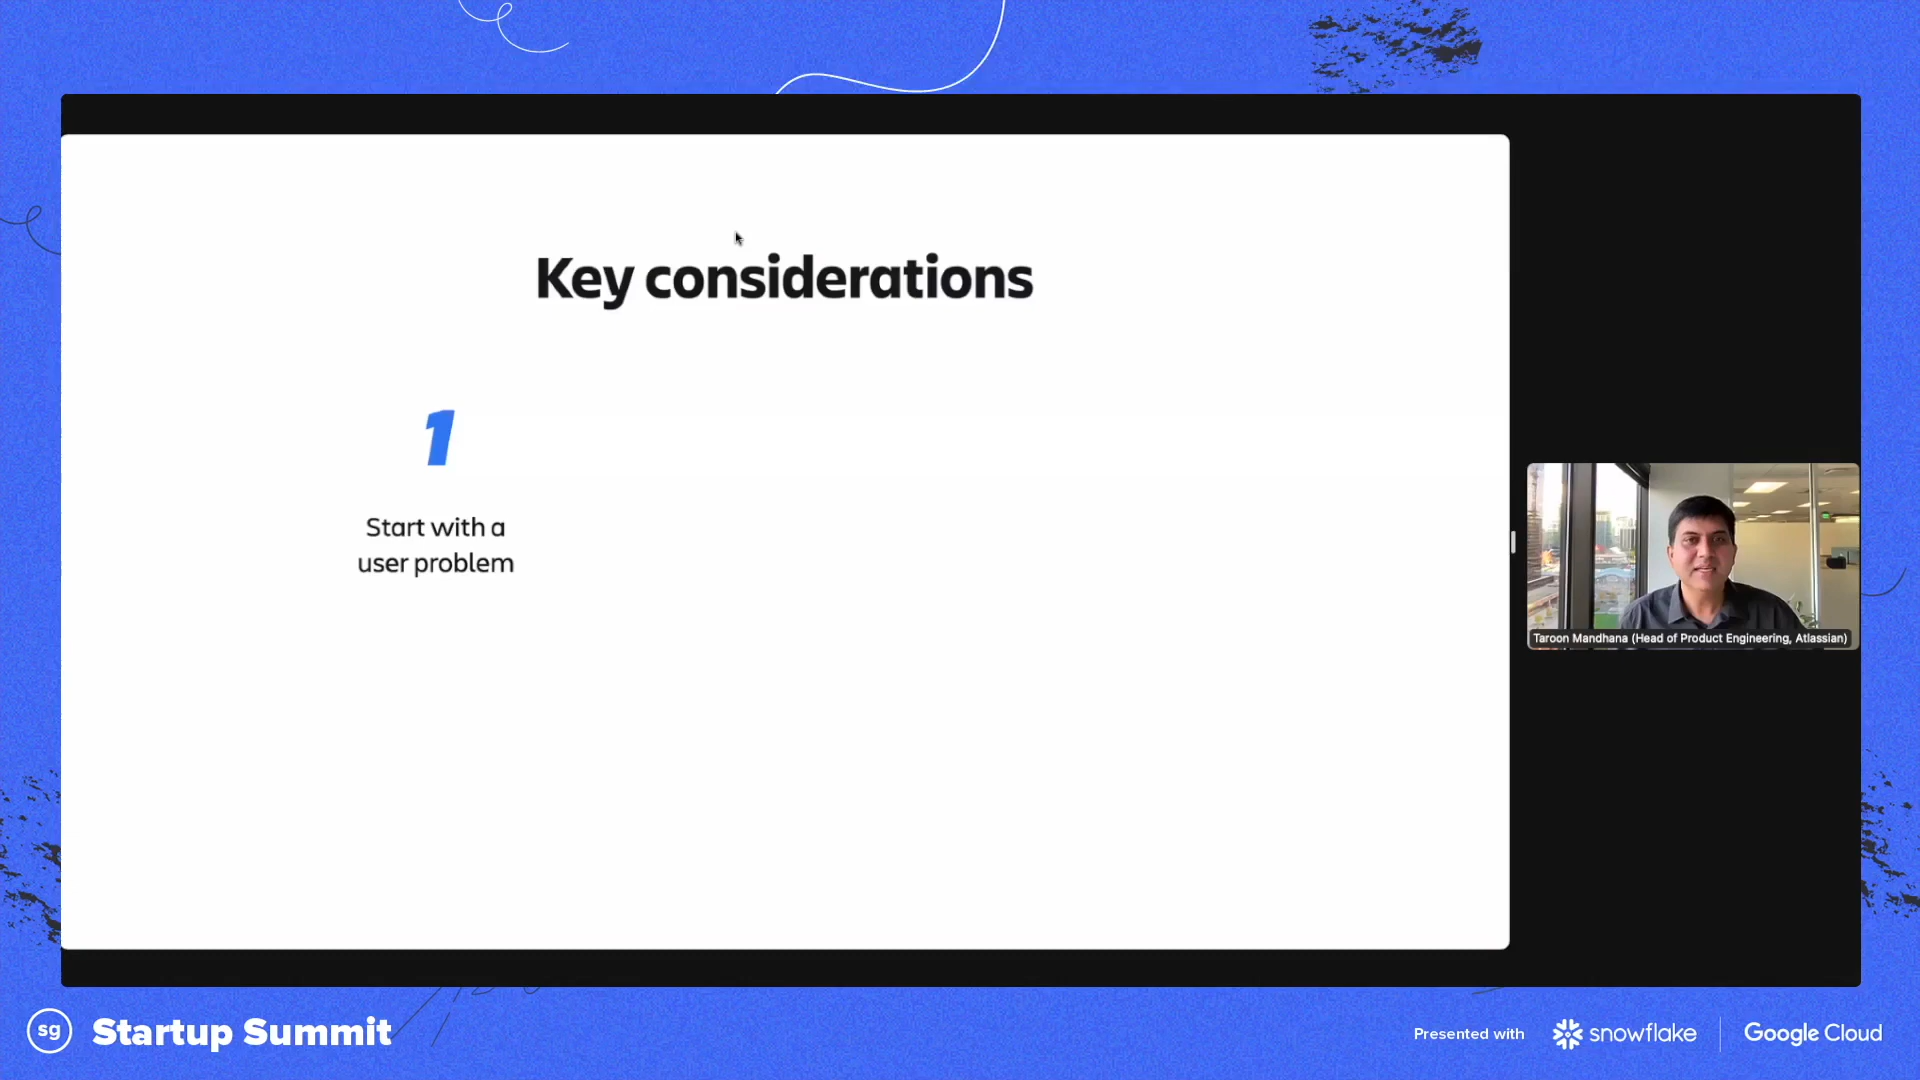 Key considerations
1
Start with a
user problem
Taroon Mandhana (Head of Product Engineering, Atlassian)
sg Startup Summit
Presented with snowflake Google Cloud